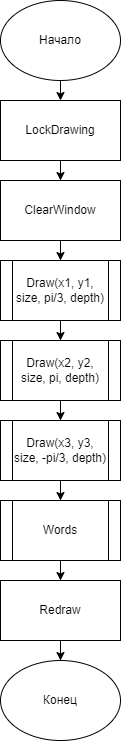 Начало
LockDrawing
ClearWindow
Draw(x1, y1,
size, pi/3, depth)
Draw(x2, y2,
size, pi, depth)
Draw(x3, y3,
size, -pi/3, depth)
Words
Redraw
Конец